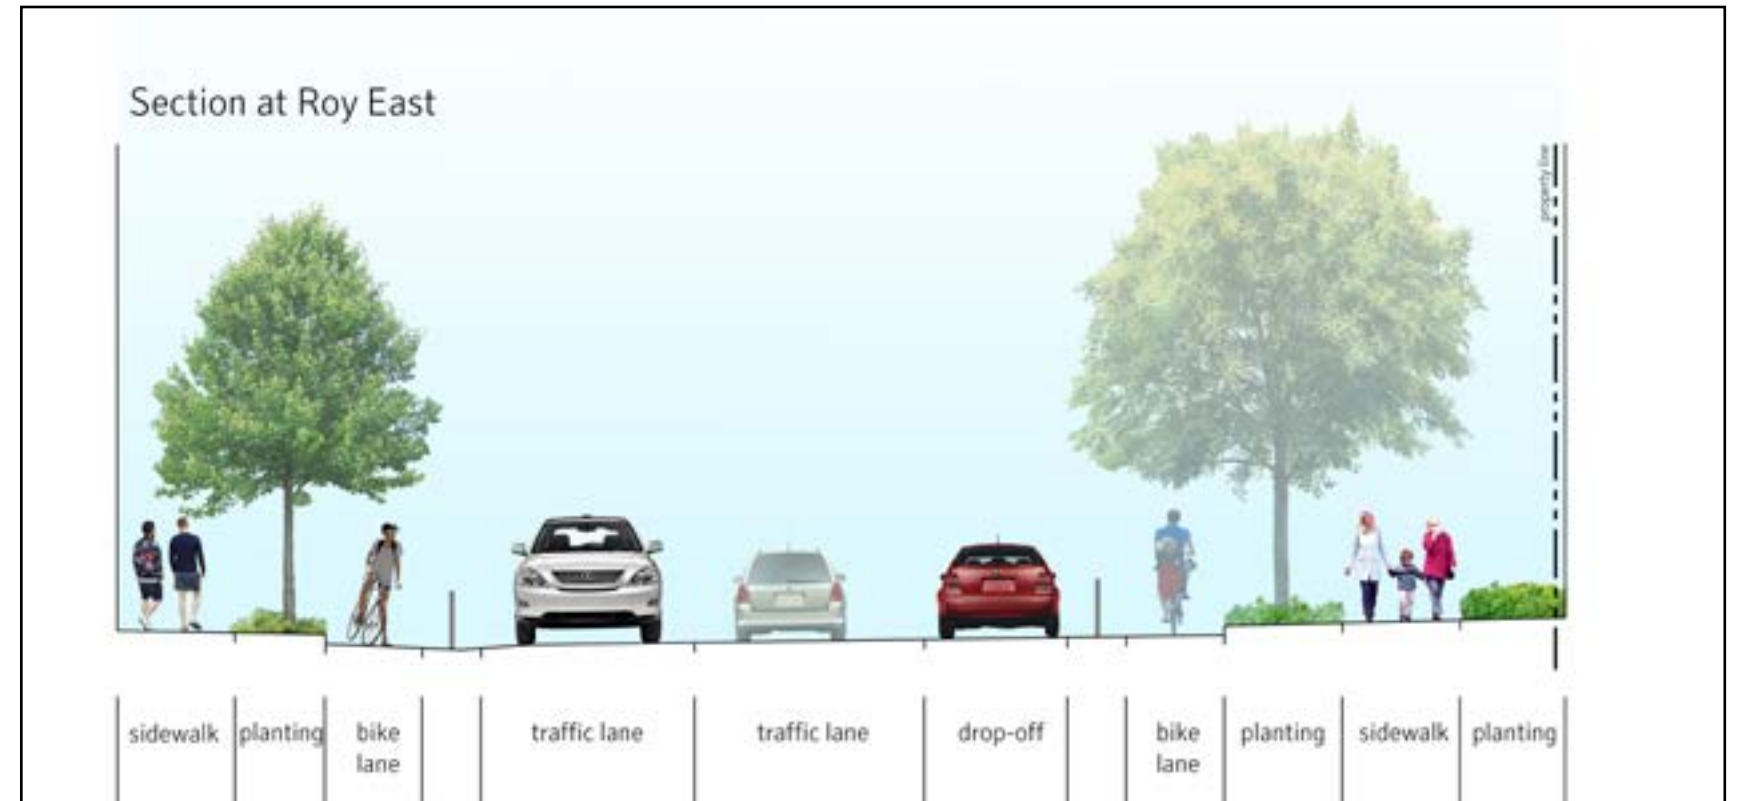 Section at Roy East
property line
sidewalk
planting
bike
lane
traffic lane
traffic lane
drop-off
bike
lane
planting
sidewalk
planting